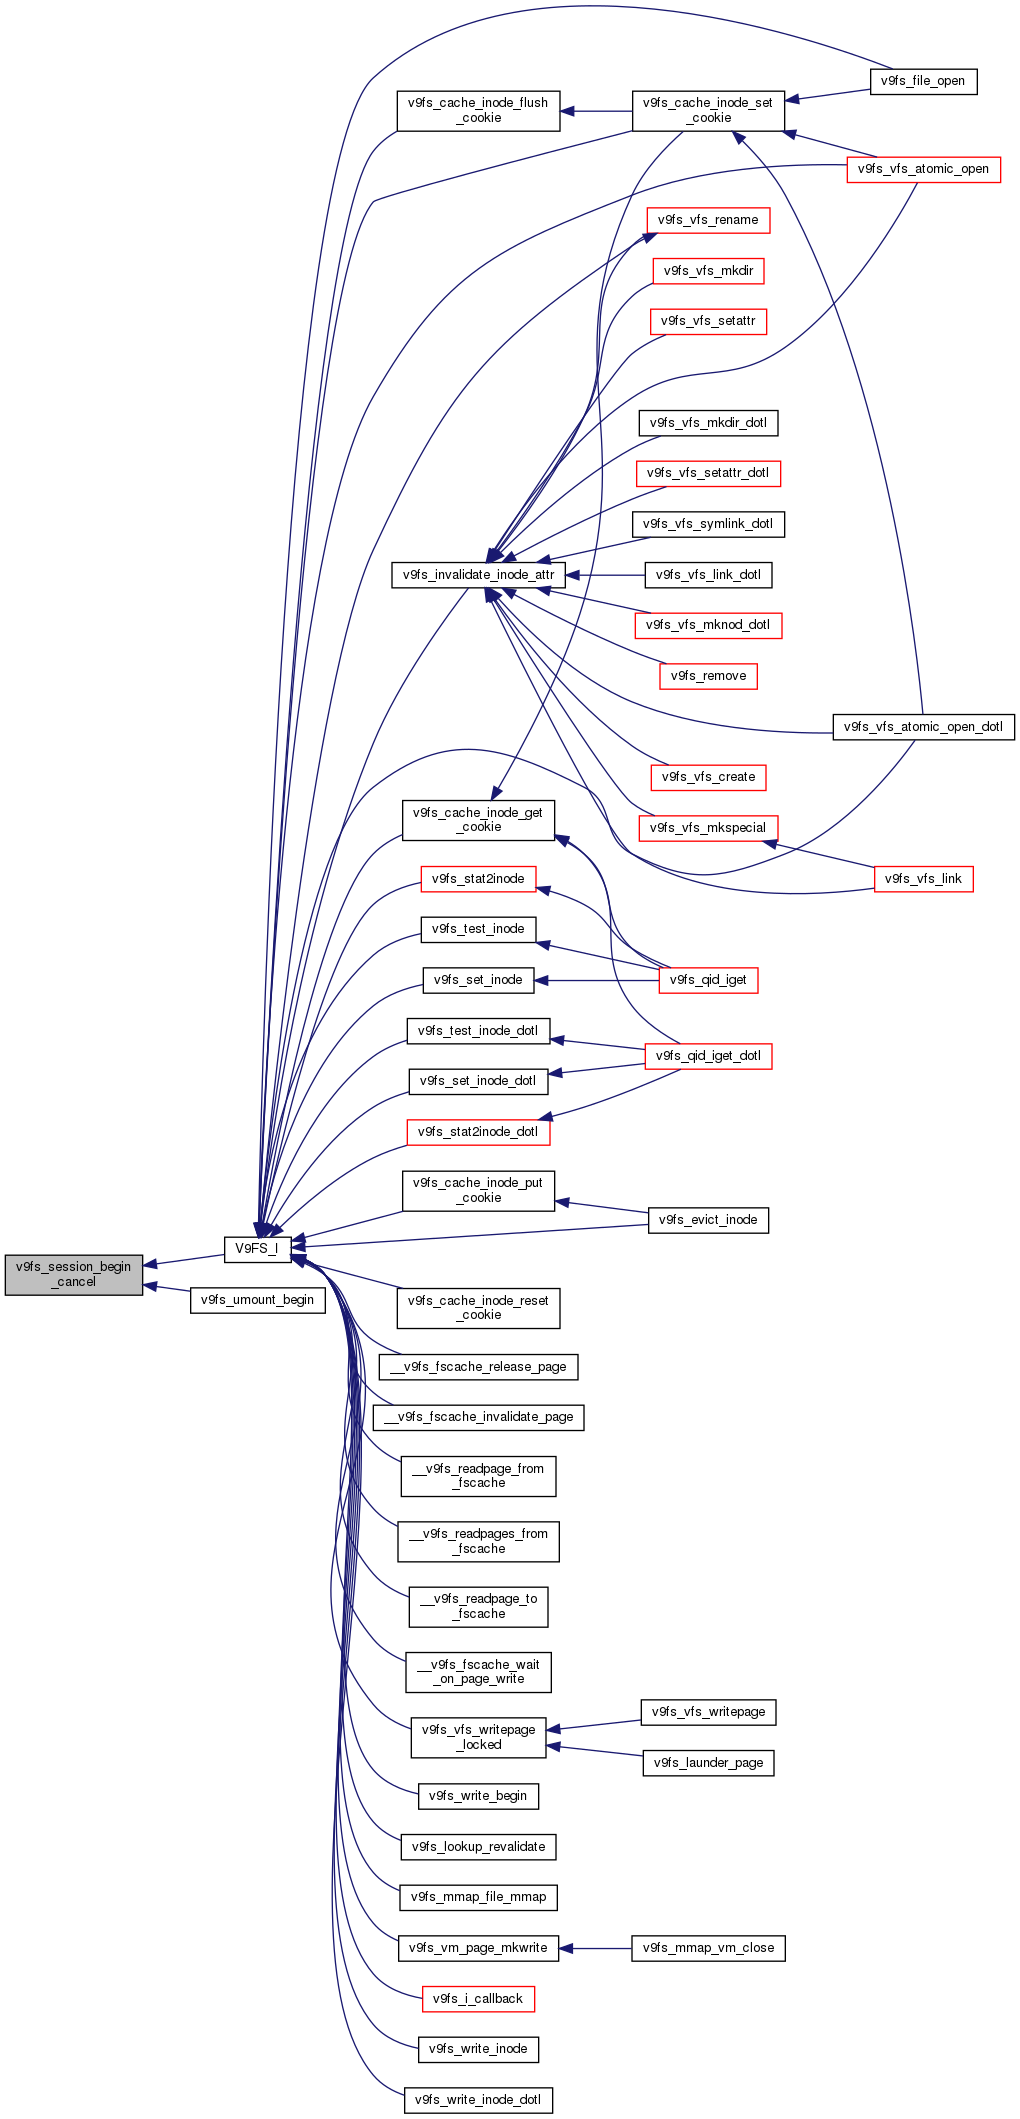 v9fs_file_open
v9fs_cache_inode_flush
_cookie
v9fs_cache_inode_set
_cookie
v9fs_vfs_atomic_open
v9fs_vfs_rename
v9fs_vfs_mkdir
v9fs_vfs_setattr
v9fs_vfs_mkdir_dotl
v9fs_vfs_setattr_dotl
v9fs_vfs_symlink_dotl
v9fs_invalidate_inode_attr
v9fs_vfs_link_dotl
v9fs_vfs_mknod_dotl
v9fs_remove
v9fs_vfs_atomic_open_dotl
v9fs_vfs_create
v9fs_cache_inode_get
_cookie
v9fs_vfs_mkspecial
v9fs_stat2inode
v9fs_vfs_link
v9fs_test_inode
v9fs_set_inode
v9fs_qid_iget
v9fs_test_inode_dotl
v9fs_qid_iget_dotl
v9fs_set_inode_dotl
v9fs_stat2inode_dotl
v9fs_cache_inode_put
_cookie
v9fs_evict_inode
V9FS_I
v9fs_session_begin
_cancel
v9fs_umount_begin
v9fs_cache_inode_reset
_cookie
__v9fs_fscache_release_page
__v9fs_fscache_invalidate_page
__v9fs_readpage_from
_fscache
__v9fs_readpages_from
_fscache
__v9fs_readpage_to
_fscache
__v9fs_fscache_wait
_on_page_write
v9fs_vfs_writepage
_locked
v9fs_vfs_writepage
v9fs_launder_page
v9fs_write_begin
v9fs_lookup_revalidate
v9fs_mmap_file_mmap
v9fs_vm_page_mkwrite
v9fs_mmap_vm_close
v9fs_i_callback
v9fs_write_inode
v9fs_write_inode_dotl